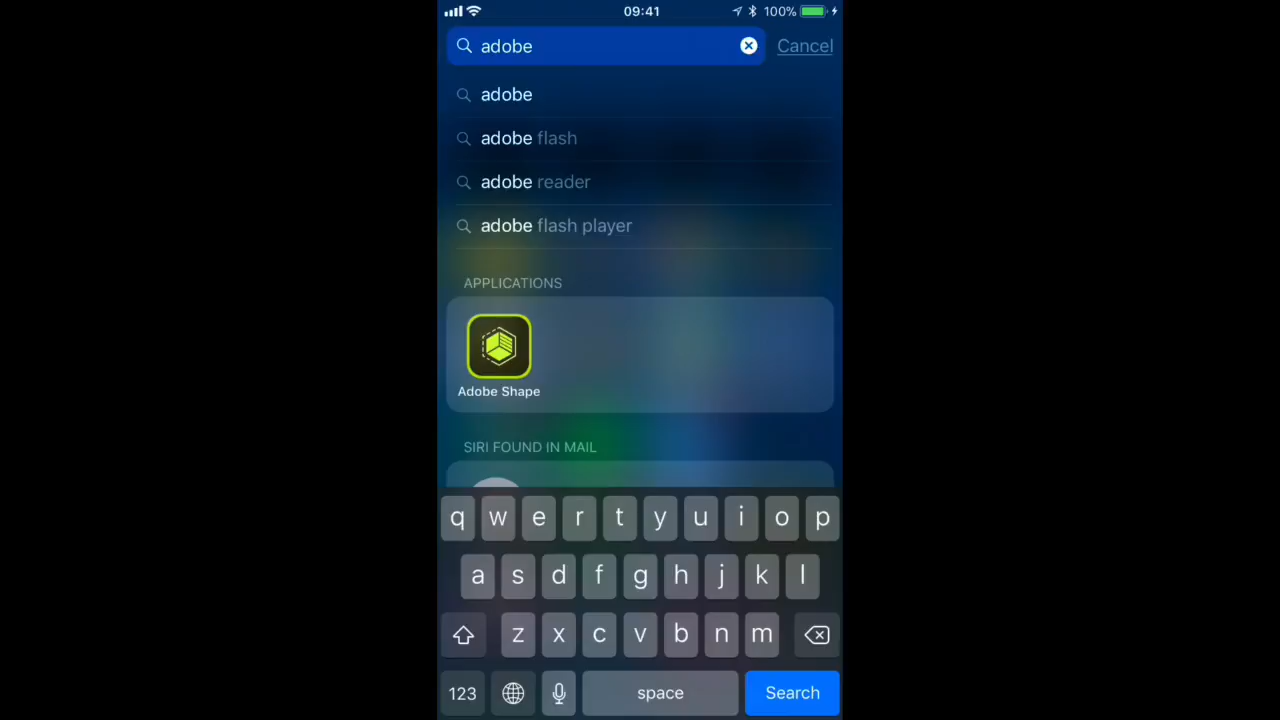 09:41
100%
adobe
Cancel
adobe
adobe flash
adobe reader
adobe flash player
APPLICATIONS
Adobe Shape
SIRI FOUND IN MAIL
q w e r t y u i o p
a s d f g h j k l
z x c v b n m
123 space Search